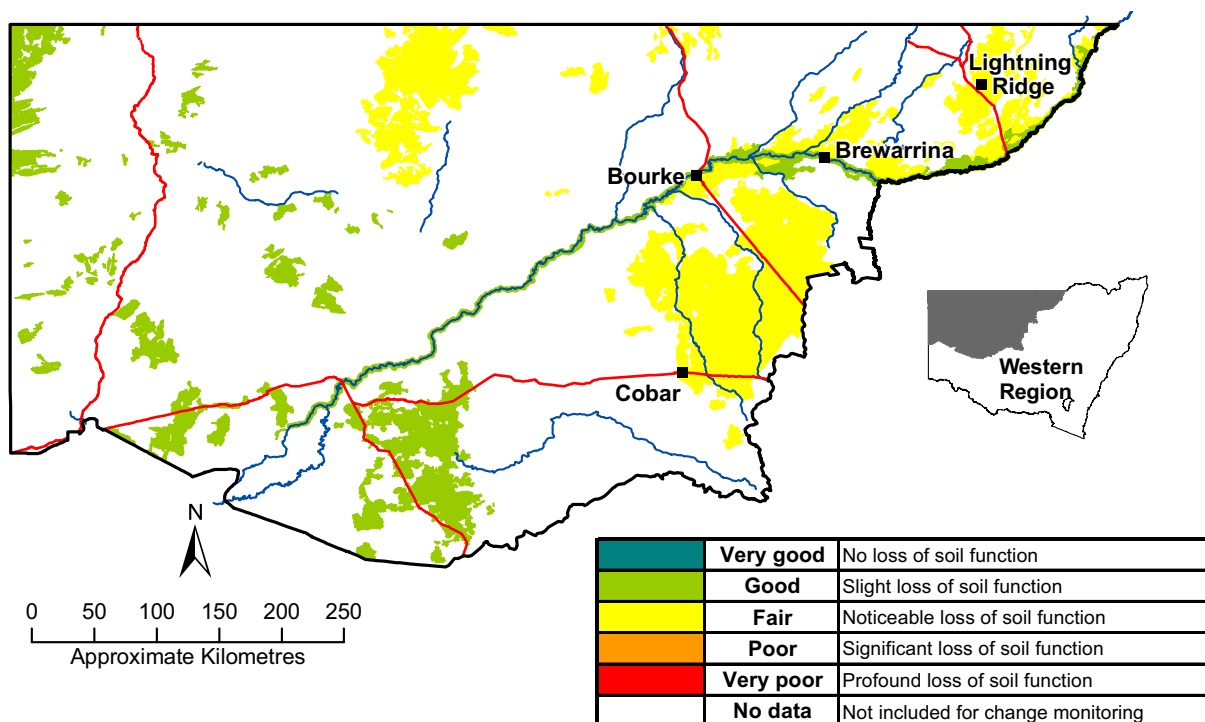 Lightning
Ridge
Brewarrina
Bourke
Cobar
Western
Region
N
0 50 100 150 200 250
Approximate Kilometres
Very good No loss of soil function
Good Slight loss of soil function
Fair Noticeable loss of soil function
Poor Significant loss of soil function
Very poor Profound loss of soil function
No data Not included for change monitoring